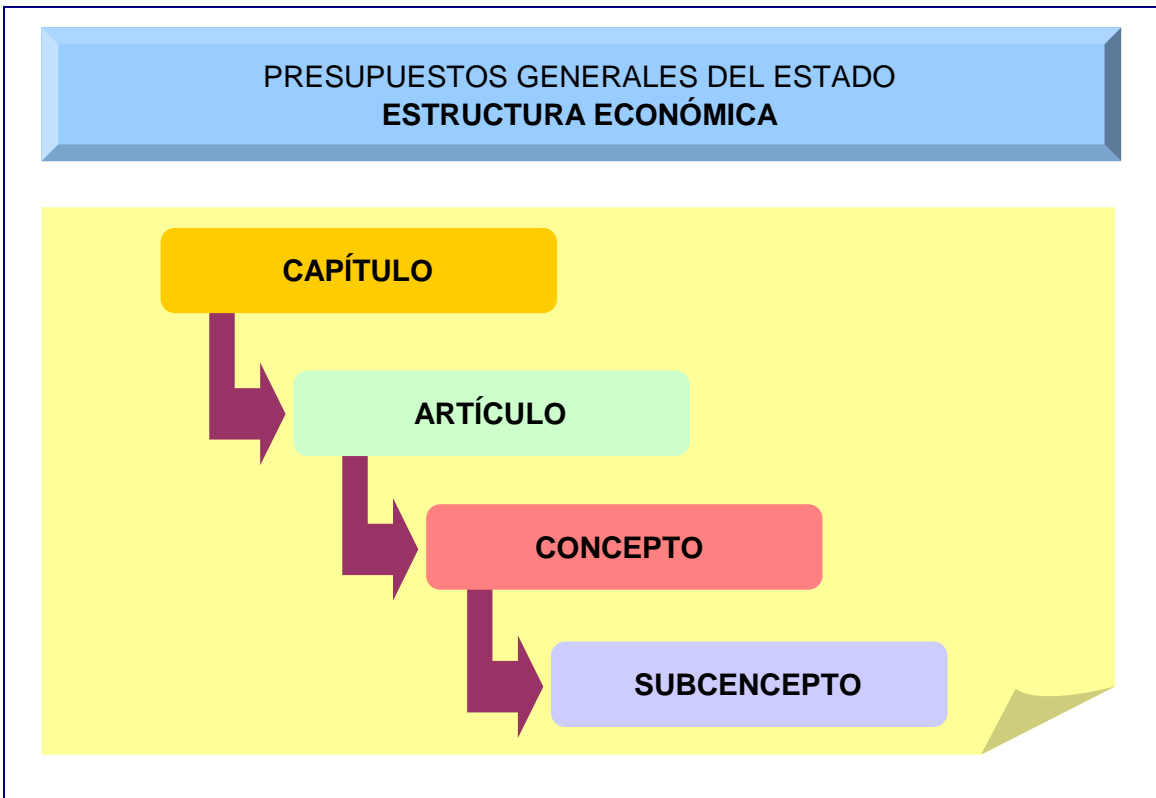 PRESUPUESTOS GENERALES DEL ESTADO
ESTRUCTURA ECONÓMICA
CAPÍTULO
ARTÍCULO
CONCEPTO
SUBCENCEPTO